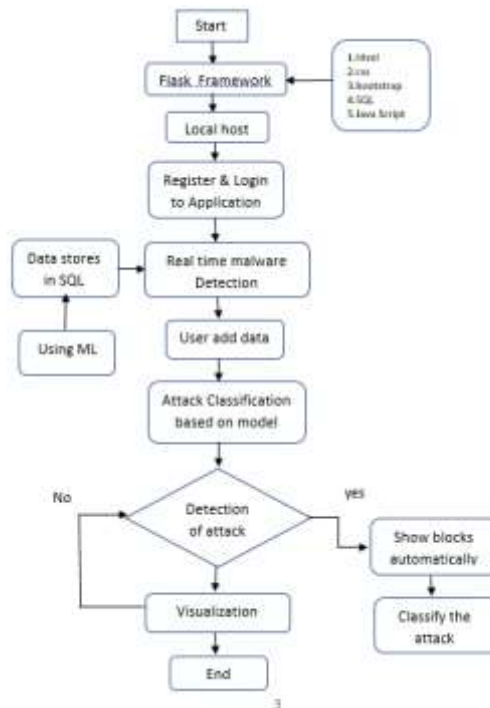 Start
Flask Framework
1.html
2.css
3.bootstrap
4.SQL
5.Java Script
Local host
Register & Login
to Application
Data stores
in SQL
Real time malware
Detection
Using ML
User add data
Attack Classification
based on model
No
yes
Detection
of attack
Show blocks
automatically
Visualization
Classify the
attack
End
3